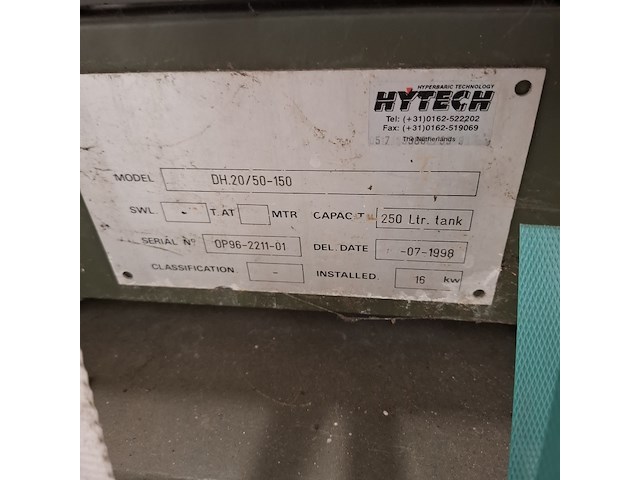 HYPERBARIC TECHNOLOGY
HYTECH
Tel: (+31)0162-522202
Fax: (+31)0162-519069
The Netherlands
MODEL DH.20/50-150
SWL. - T. AT MTR CAPACIT 250 Ltr. tank
SERIAL Nº OP96-2211-01 DEL. DATE -07-1998
CLASSIFICATION. - INSTALLED. 16 kw